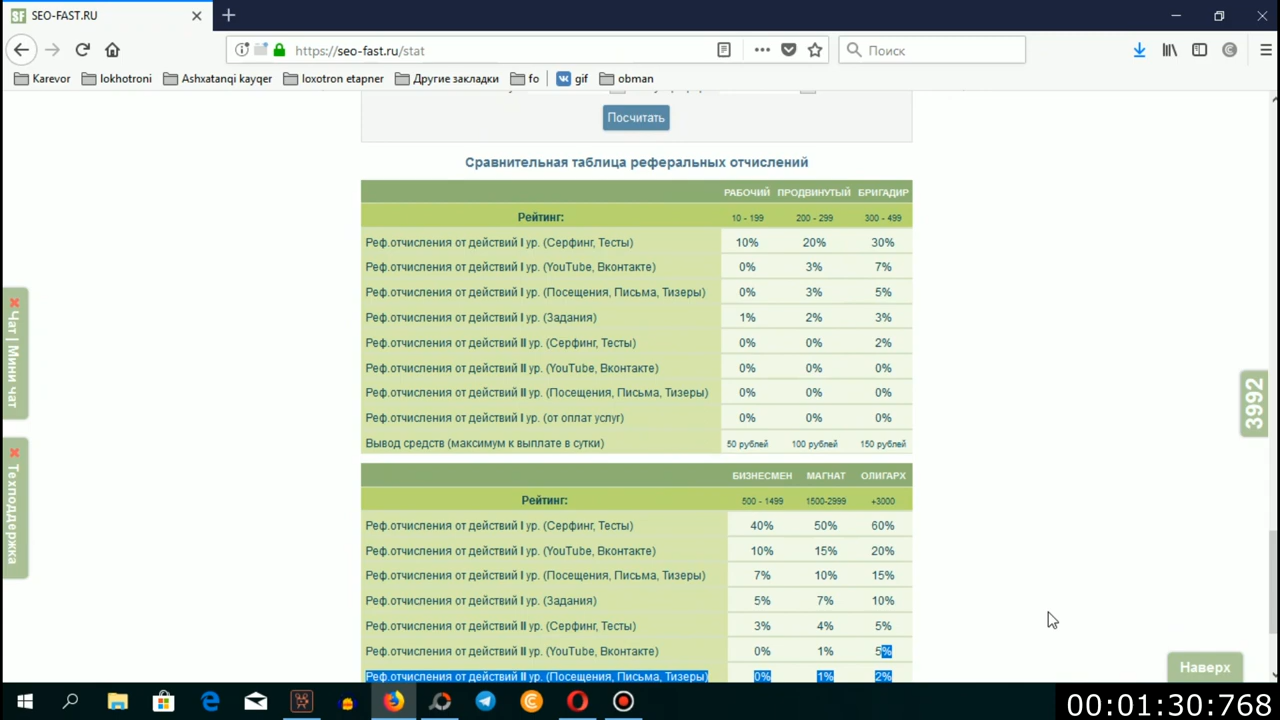 SEO-FAST.RU
https://seo-fast.ru/stat
Поиск
Karevor lokhotroni Ashxatanqi kayqer loxotron etapner Другие закладки fo gif obman
Посчитать
Сравнительная таблица реферальных отчислений
РАБОЧИЙ ПРОДВИНУТЫЙ БРИГАДИР
Рейтинг: 10 - 199 200 - 299 300 - 499
Реф.отчисления от действий I ур. (Серфинг, Тесты) 10% 20% 30%
Реф.отчисления от действий I ур. (YouTube, Вконтакте) 0% 3% 7%
Реф.отчисления от действий I ур. (Посещения, Письма, Тизеры) 0% 3% 5%
Реф.отчисления от действий I ур. (Задания) 1% 2% 3%
Реф.отчисления от действий II ур. (Серфинг, Тесты) 0% 0% 2%
Реф.отчисления от действий II ур. (YouTube, Вконтакте) 0% 0% 0%
Реф.отчисления от действий II ур. (Посещения, Письма, Тизеры) 0% 0% 0%
Реф.отчисления от действий I ур. (от оплат услуг) 0% 0% 0%
Вывод средств (максимум к выплате в сутки) 50 рублей 100 рублей 150 рублей
БИЗНЕСМЕН МАГНАТ ОЛИГАРХ
Рейтинг: 500 - 1499 1500-2999 +3000
Реф.отчисления от действий I ур. (Серфинг, Тесты) 40% 50% 60%
Реф.отчисления от действий I ур. (YouTube, Вконтакте) 10% 15% 20%
Реф.отчисления от действий I ур. (Посещения, Письма, Тизеры) 7% 10% 15%
Реф.отчисления от действий I ур. (Задания) 5% 7% 10%
Реф.отчисления от действий II ур. (Серфинг, Тесты) 3% 4% 5%
Реф.отчисления от действий II ур. (YouTube, Вконтакте) 0% 1% 5%
Реф.отчисления от действий II ур. (Посещения, Письма, Тизеры) 0% 1% 2%
Чат | Мини чат
Техподдержка
3992
Наверх
00:01:30:768